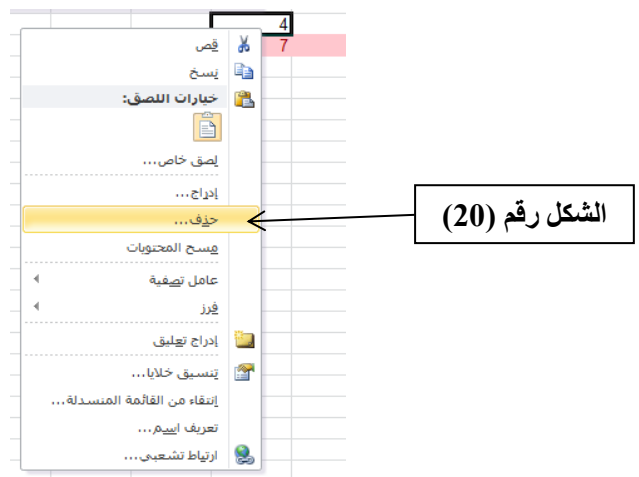 4
7
قص
نسخ
خيارات اللصق:
لصق خاص...
إدراج...
حذف...
مسح المحتويات
عامل تصفية
فرز
إدراج تعليق
تنسيق خلايا...
إنتقاء من القائمة المنسدلة...
تعريف اسم...
ارتباط تشعبي...
الشكل رقم (20)